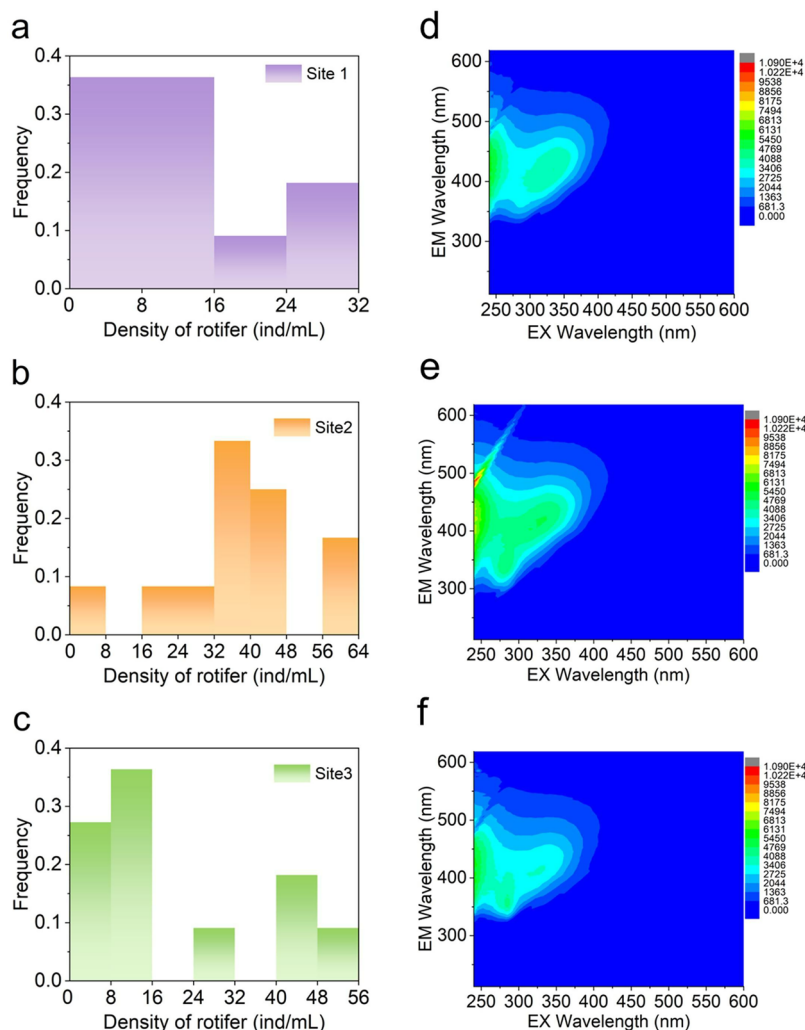 a
0.4
0.3
0.2
0.1
0.0
Frequency
Site 1
0 8 16 24 32
Density of rotifer (ind/mL)
d
600
500
400
300
EM Wavelength (nm)
250 300 350 400 450 500 550 600
EX Wavelength (nm)
1.090E+4
1.022E+4
9538
8856
8175
7494
6813
6131
5450
4769
4088
3406
2725
2044
1363
681.3
0.000
b
0.4
0.3
0.2
0.1
0.0
Frequency
Site2
0 8 16 24 32 40 48 56 64
Density of rotifer (ind/mL)
e
600
500
400
300
EM Wavelength (nm)
250 300 350 400 450 500 550 600
EX Wavelength (nm)
1.090E+4
1.022E+4
9538
8856
8175
7494
6813
6131
5450
4769
4088
3406
2725
2044
1363
681.3
0.000
c
0.4
0.3
0.2
0.1
0.0
Frequency
Site3
0 8 16 24 32 40 48 56
Density of rotifer (ind/mL)
f
600
500
400
300
EM Wavelength (nm)
250 300 350 400 450 500 550 600
EX Wavelength (nm)
1.090E+4
1.022E+4
9538
8856
8175
7494
6813
6131
5450
4769
4088
3406
2725
2044
1363
681.3
0.000